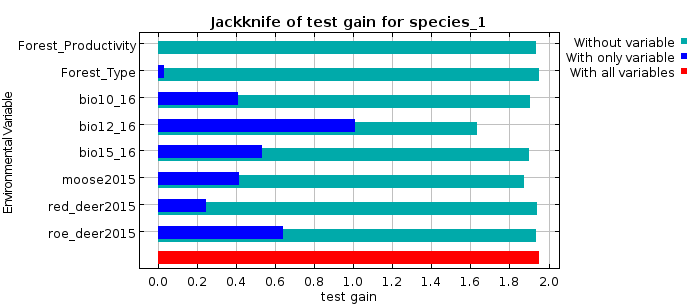 Jackknife of test gain for species_1
Environmental Variable
Forest_Productivity
Forest_Type
bio10_16
bio12_16
bio15_16
moose2015
red_deer2015
roe_deer2015
0.0 0.2 0.4 0.6 0.8 1.0 1.2 1.4 1.6 1.8 2.0
test gain
Without variable
With only variable
With all variables